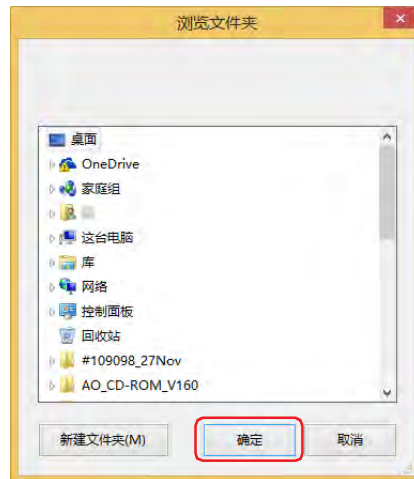 浏览文件夹
桌面
OneDrive
家庭组
这台电脑
库
网络
控制面板
回收站
#109098_27Nov
AO_CD-ROM_V160
新建文件夹(M) 确定 取消